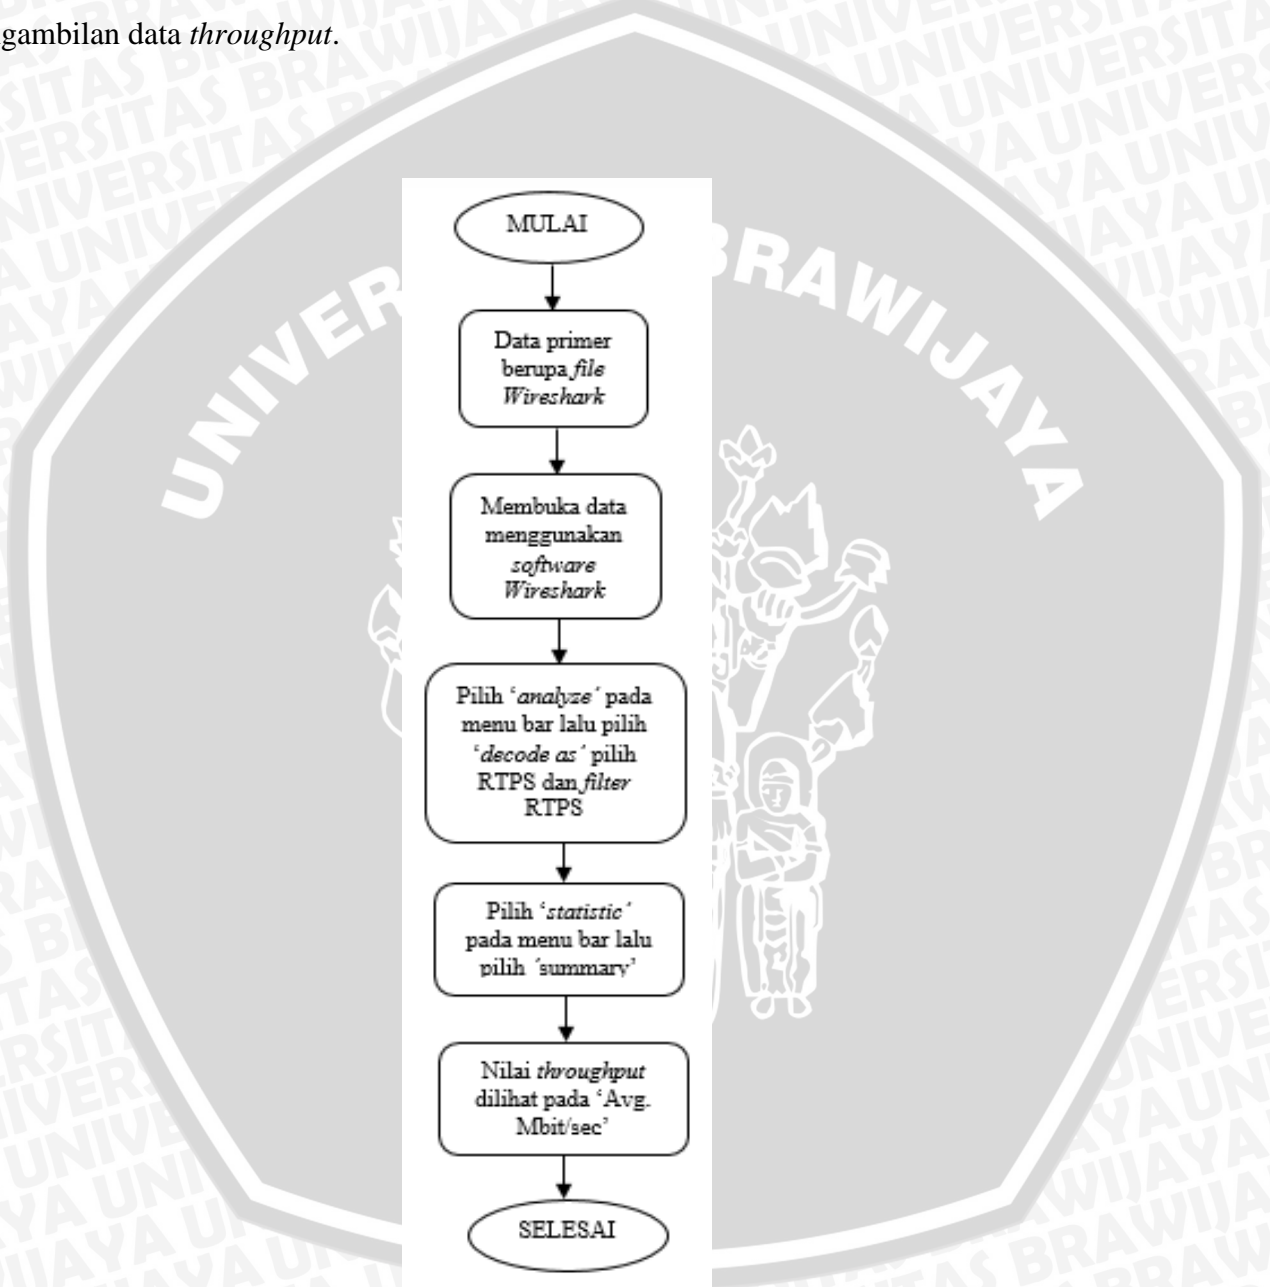 gambilan data throughput.
MULAI
Data primer
berupa file
Wireshark
Membuka data
menggunakan
software
Wireshark
Pilih ‘analyze´ pada
menu bar lalu pilih
‘decode as´ pilih
RTPS dan filter
RTPS
Pilih ‘statistic´
pada menu bar lalu
pilih ´summary’
Nilai throughput
dilihat pada ‘Avg.
Mbit/sec’
SELESAI
UNIVER
BRAWIJAYA